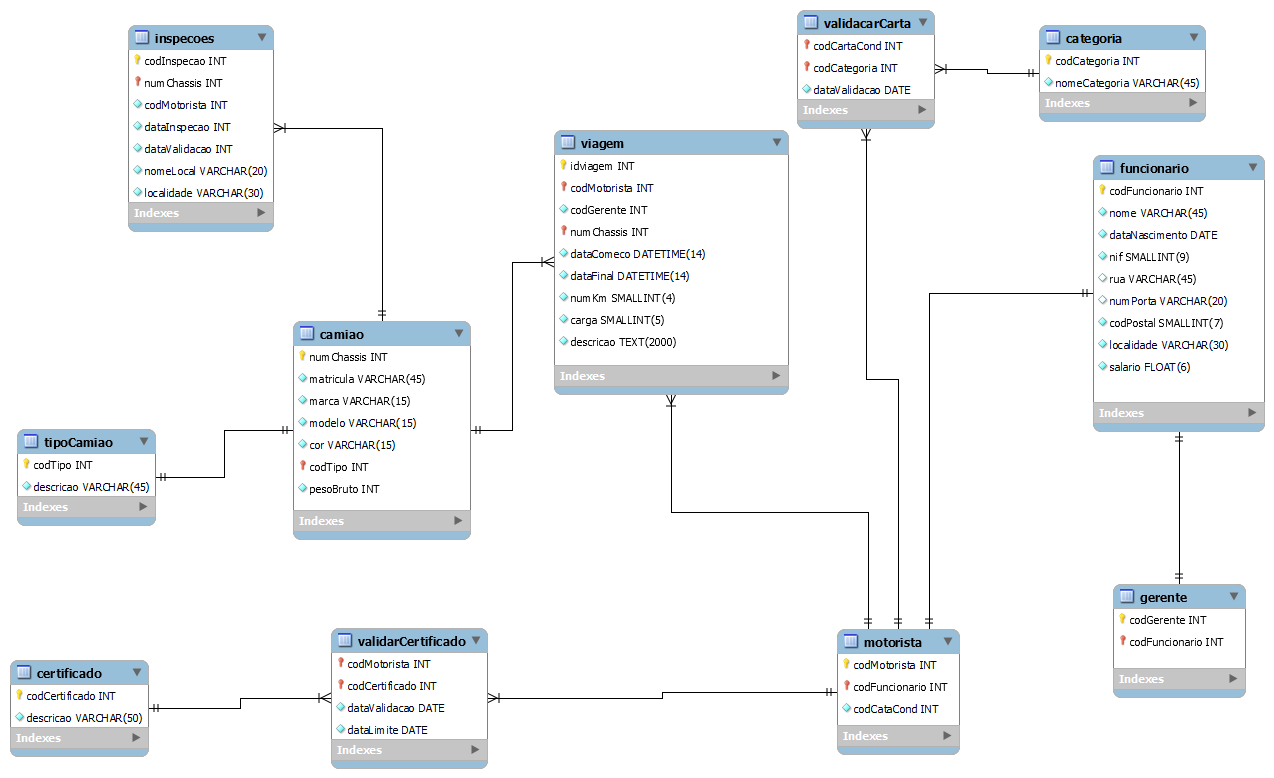 inspecoes
codInspecao INT
numChassis INT
codMotorista INT
dataInspecao INT
dataValidacao INT
nomeLocal VARCHAR(20)
localidade VARCHAR(30)
Indexes
validacarCarta
codCartaCond INT
codCategoria INT
dataValidacao DATE
Indexes
categoria
codCategoria INT
nomeCategoria VARCHAR(45)
Indexes
viagem
idviagem INT
codMotorista INT
codGerente INT
numChassis INT
dataComeco DATETIME(14)
dataFinal DATETIME(14)
numKm SMALLINT(4)
carga SMALLINT(5)
descricao TEXT(2000)
Indexes
funcionario
codFuncionario INT
nome VARCHAR(45)
dataNascimento DATE
nif SMALLINT(9)
rua VARCHAR(45)
numPorta VARCHAR(20)
codPostal SMALLINT(7)
localidade VARCHAR(30)
salario FLOAT(6)
Indexes
camiao
numChassis INT
matricula VARCHAR(45)
marca VARCHAR(15)
modelo VARCHAR(15)
cor VARCHAR(15)
codTipo INT
pesoBruto INT
Indexes
tipoCamiao
codTipo INT
descricao VARCHAR(45)
Indexes
gerente
codGerente INT
codFuncionario INT
Indexes
certificado
codCertificado INT
descricao VARCHAR(50)
Indexes
validarCertificado
codMotorista INT
codCertificado INT
dataValidacao DATE
dataLimite DATE
Indexes
motorista
codMotorista INT
codFuncionario INT
codCataCond INT
Indexes